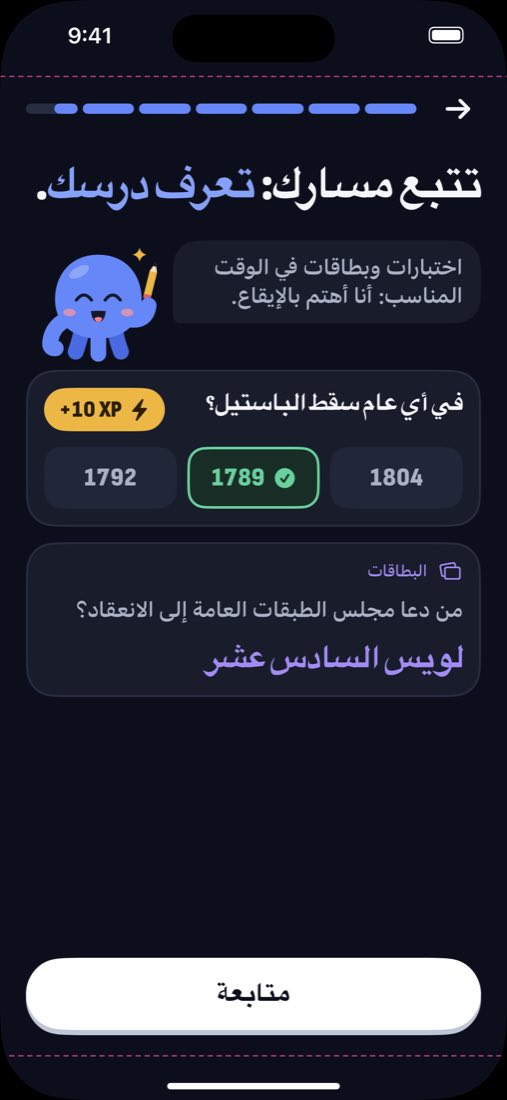 9:41
تتبع مسارك: تعرف درسك.
اختبارات وبطاقات في الوقت
المناسب: أنا أهتم بالإيقاع.
في أي عام سقط الباستيل؟
+10 XP
1804
1789
1792
البطاقات
من دعا مجلس الطبقات العامة إلى الانعقاد؟
لويس السادس عشر
متابعة